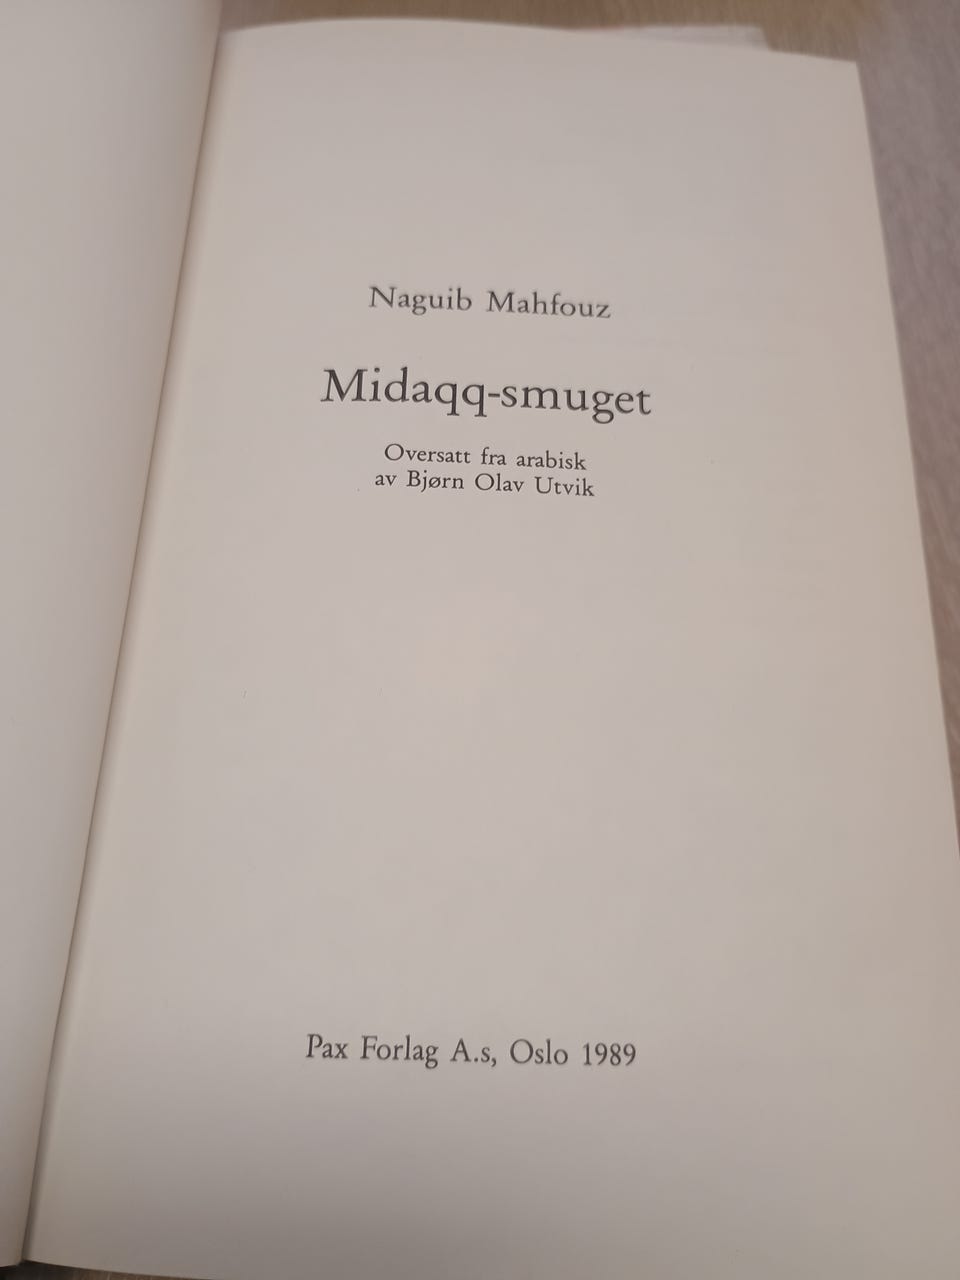 Naguib Mahfouz
Midaqq-smuget
Oversatt fra arabisk
av Bjørn Olav Utvik
Pax Forlag A.s, Oslo 1989